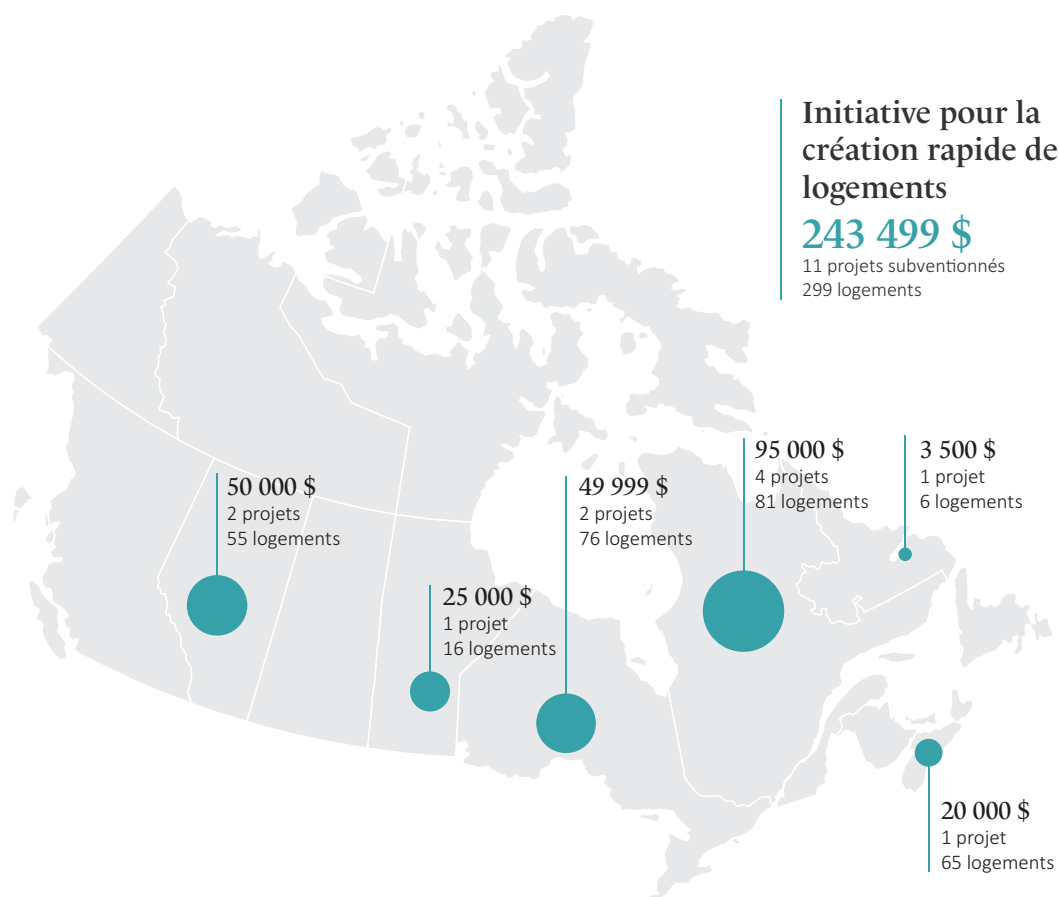 Initiative pour la
création rapide de
logements
243 499 $
11 projets subventionnés
299 logements
50 000 $
2 projets
55 logements
25 000 $
1 projet
16 logements
49 999 $
2 projets
76 logements
95 000 $
4 projets
81 logements
3 500 $
1 projet
6 logements
20 000 $
1 projet
65 logements